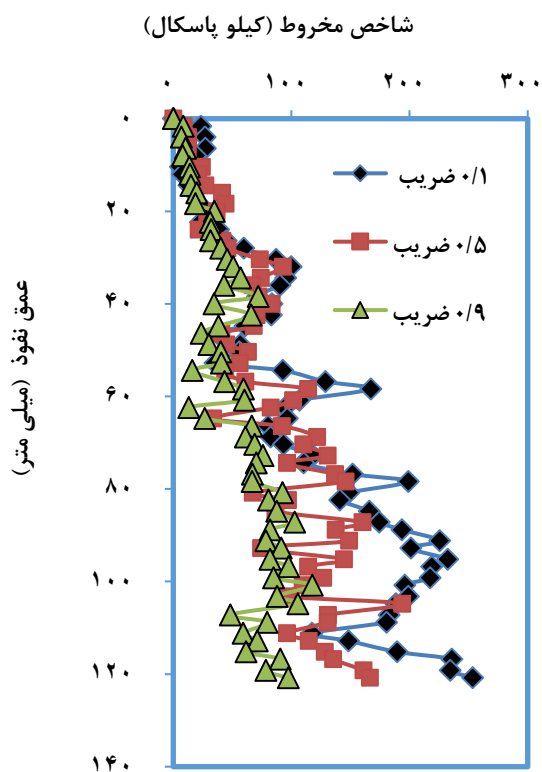 شاخص مخروط (کیلو پاسکال)
۰ ۱۰۰ ۲۰۰ ۳۰۰
۰
۲۰
۴۰
۶۰
۸۰
۱۰۰
۱۲۰
۱۴۰
عمق نفوذ (میلی متر)
۰/۱ ضریب
۰/۵ ضریب
۰/۹ ضریب